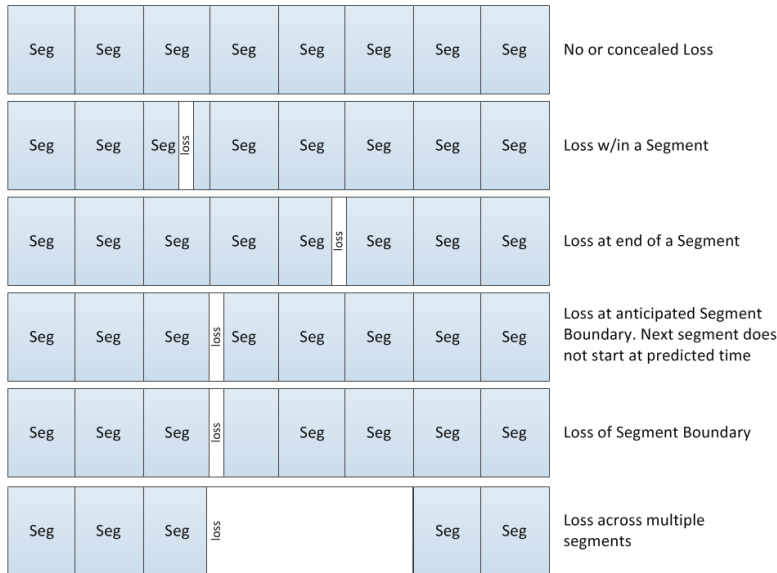 Seg Seg Seg Seg Seg Seg Seg Seg No or concealed Loss
Seg Seg Seg loss Seg Seg Seg Seg Seg Loss w/in a Segment
Seg Seg Seg Seg Seg loss Seg Seg Seg Loss at end of a Segment
Seg Seg Seg loss Seg Seg Seg Seg Seg Loss at anticipated Segment
Boundary. Next segment does
not start at predicted time
Seg Seg Seg loss Seg Seg Seg Seg Loss of Segment Boundary
Seg Seg Seg loss Seg Seg Loss across multiple
segments